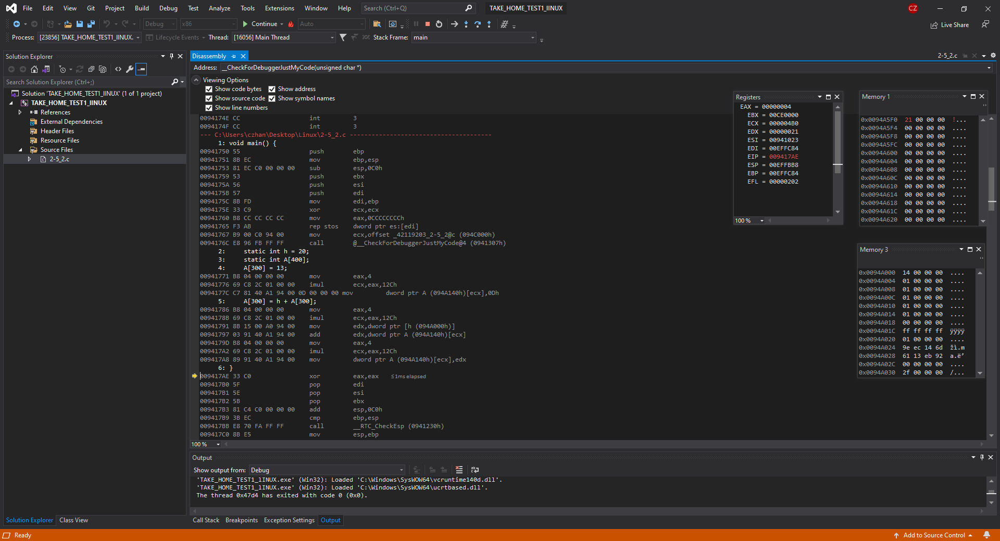 File Edit View Git Project Build Debug Test Analyze Tools Extensions Window Help Search (Ctrl+Q) TAKE_HOME_TEST1_lINUX CZ
Debug x86 Continue Auto Live Share
Process: [23856] TAKE_HOME_TEST1_lINUX. Lifecycle Events Thread: [16056] Main Thread Stack Frame: main
Solution Explorer
Search Solution Explorer (Ctrl+;)
Solution 'TAKE_HOME_TEST1_lINUX' (1 of 1 project)
TAKE_HOME_TEST1_lINUX
References
External Dependencies
Header Files
Resource Files
Source Files
2-5_2.c
Solution Explorer Class View
Disassembly 2-5_2.c
Address: __CheckForDebuggerJustMyCode(unsigned char *)
Viewing Options
Show code bytes Show address
Show source code Show symbol names
Show line numbers
0094174E CC int 3
0094174F CC int 3
--- C:\Users\czhan\Desktop\Linux\2-5_2.c ---------------------------------------
1: void main() {
00941750 55 push ebp
00941751 8B EC mov ebp,esp
00941753 81 EC C0 00 00 00 sub esp,0C0h
00941759 53 push ebx
0094175A 56 push esi
0094175B 57 push edi
0094175C 8B FD mov edi,ebp
0094175E 33 C9 xor ecx,ecx
00941760 B8 CC CC CC CC mov eax,0CCCCCCCCh
00941765 F3 AB rep stos dword ptr es:[edi]
00941767 B9 00 C0 94 00 mov ecx,offset _42119203_2-5_2@c (094C000h)
0094176C E8 96 FB FF FF call @__CheckForDebuggerJustMyCode@4 (0941307h)
2: static int h = 20;
3: static int A[400];
4: A[300] = 13;
00941771 B8 04 00 00 00 mov eax,4
00941776 69 C8 2C 01 00 00 imul ecx,eax,12Ch
0094177C C7 81 40 A1 94 00 0D 00 00 00 mov dword ptr A (094A140h)[ecx],0Dh
5: A[300] = h + A[300];
00941786 B8 04 00 00 00 mov eax,4
0094178B 69 C8 2C 01 00 00 imul ecx,eax,12Ch
00941791 8B 15 00 A0 94 00 mov edx,dword ptr [h (094A000h)]
00941797 03 91 40 A1 94 00 add edx,dword ptr A (094A140h)[ecx]
0094179D B8 04 00 00 00 mov eax,4
009417A2 69 C8 2C 01 00 00 imul ecx,eax,12Ch
009417A8 89 91 40 A1 94 00 mov dword ptr A (094A140h)[ecx],edx
6: }
009417AE 33 C0 xor eax,eax ≤1ms elapsed
009417B0 5F pop edi
009417B1 5E pop esi
009417B2 5B pop ebx
009417B3 81 C4 C0 00 00 00 add esp,0C0h
009417B9 3B EC cmp ebp,esp
009417BB E8 70 FA FF FF call __RTC_CheckEsp (0941230h)
009417C0 8B E5 mov esp,ebp
100 %
Registers
EAX = 00000004
EBX = 00CE0000
ECX = 000004B0
EDX = 00000021
ESI = 00941023
EDI = 00EFFC84
EIP = 009417AE
ESP = 00EFFBB8
EBP = 00EFFC84
EFL = 00000202
100 %
Memory 1
0x0094A5F0 21 00 00 00 !...
0x0094A5F4 00 00 00 00 ....
0x0094A5F8 00 00 00 00 ....
0x0094A5FC 00 00 00 00 ....
0x0094A600 00 00 00 00 ....
0x0094A604 00 00 00 00 ....
0x0094A608 00 00 00 00 ....
0x0094A60C 00 00 00 00 ....
0x0094A610 00 00 00 00 ....
0x0094A614 00 00 00 00 ....
0x0094A618 00 00 00 00 ....
0x0094A61C 00 00 00 00 ....
0x0094A620 00 00 00 00 ....
Memory 3
0x0094A000 14 00 00 00 ....
0x0094A004 01 00 00 00 ....
0x0094A008 01 00 00 00 ....
0x0094A00C 01 00 00 00 ....
0x0094A010 01 00 00 00 ....
0x0094A014 01 00 00 00 ....
0x0094A018 00 00 00 00 ....
0x0094A01C ff ff ff ff ÿÿÿÿ
0x0094A020 01 00 00 00 ....
0x0094A024 9e ec 14 6d žì.m
0x0094A028 61 13 eb 92 a.ë’
0x0094A02C 00 00 00 00 ....
0x0094A030 2f 00 00 00 /...
Output
Show output from: Debug
'TAKE_HOME_TEST1_lINUX.exe' (Win32): Loaded 'C:\Windows\SysWOW64\vcruntime140d.dll'.
'TAKE_HOME_TEST1_lINUX.exe' (Win32): Loaded 'C:\Windows\SysWOW64\ucrtbased.dll'.
The thread 0x47d4 has exited with code 0 (0x0).
Call Stack Breakpoints Exception Settings Output
Ready Add to Source Control